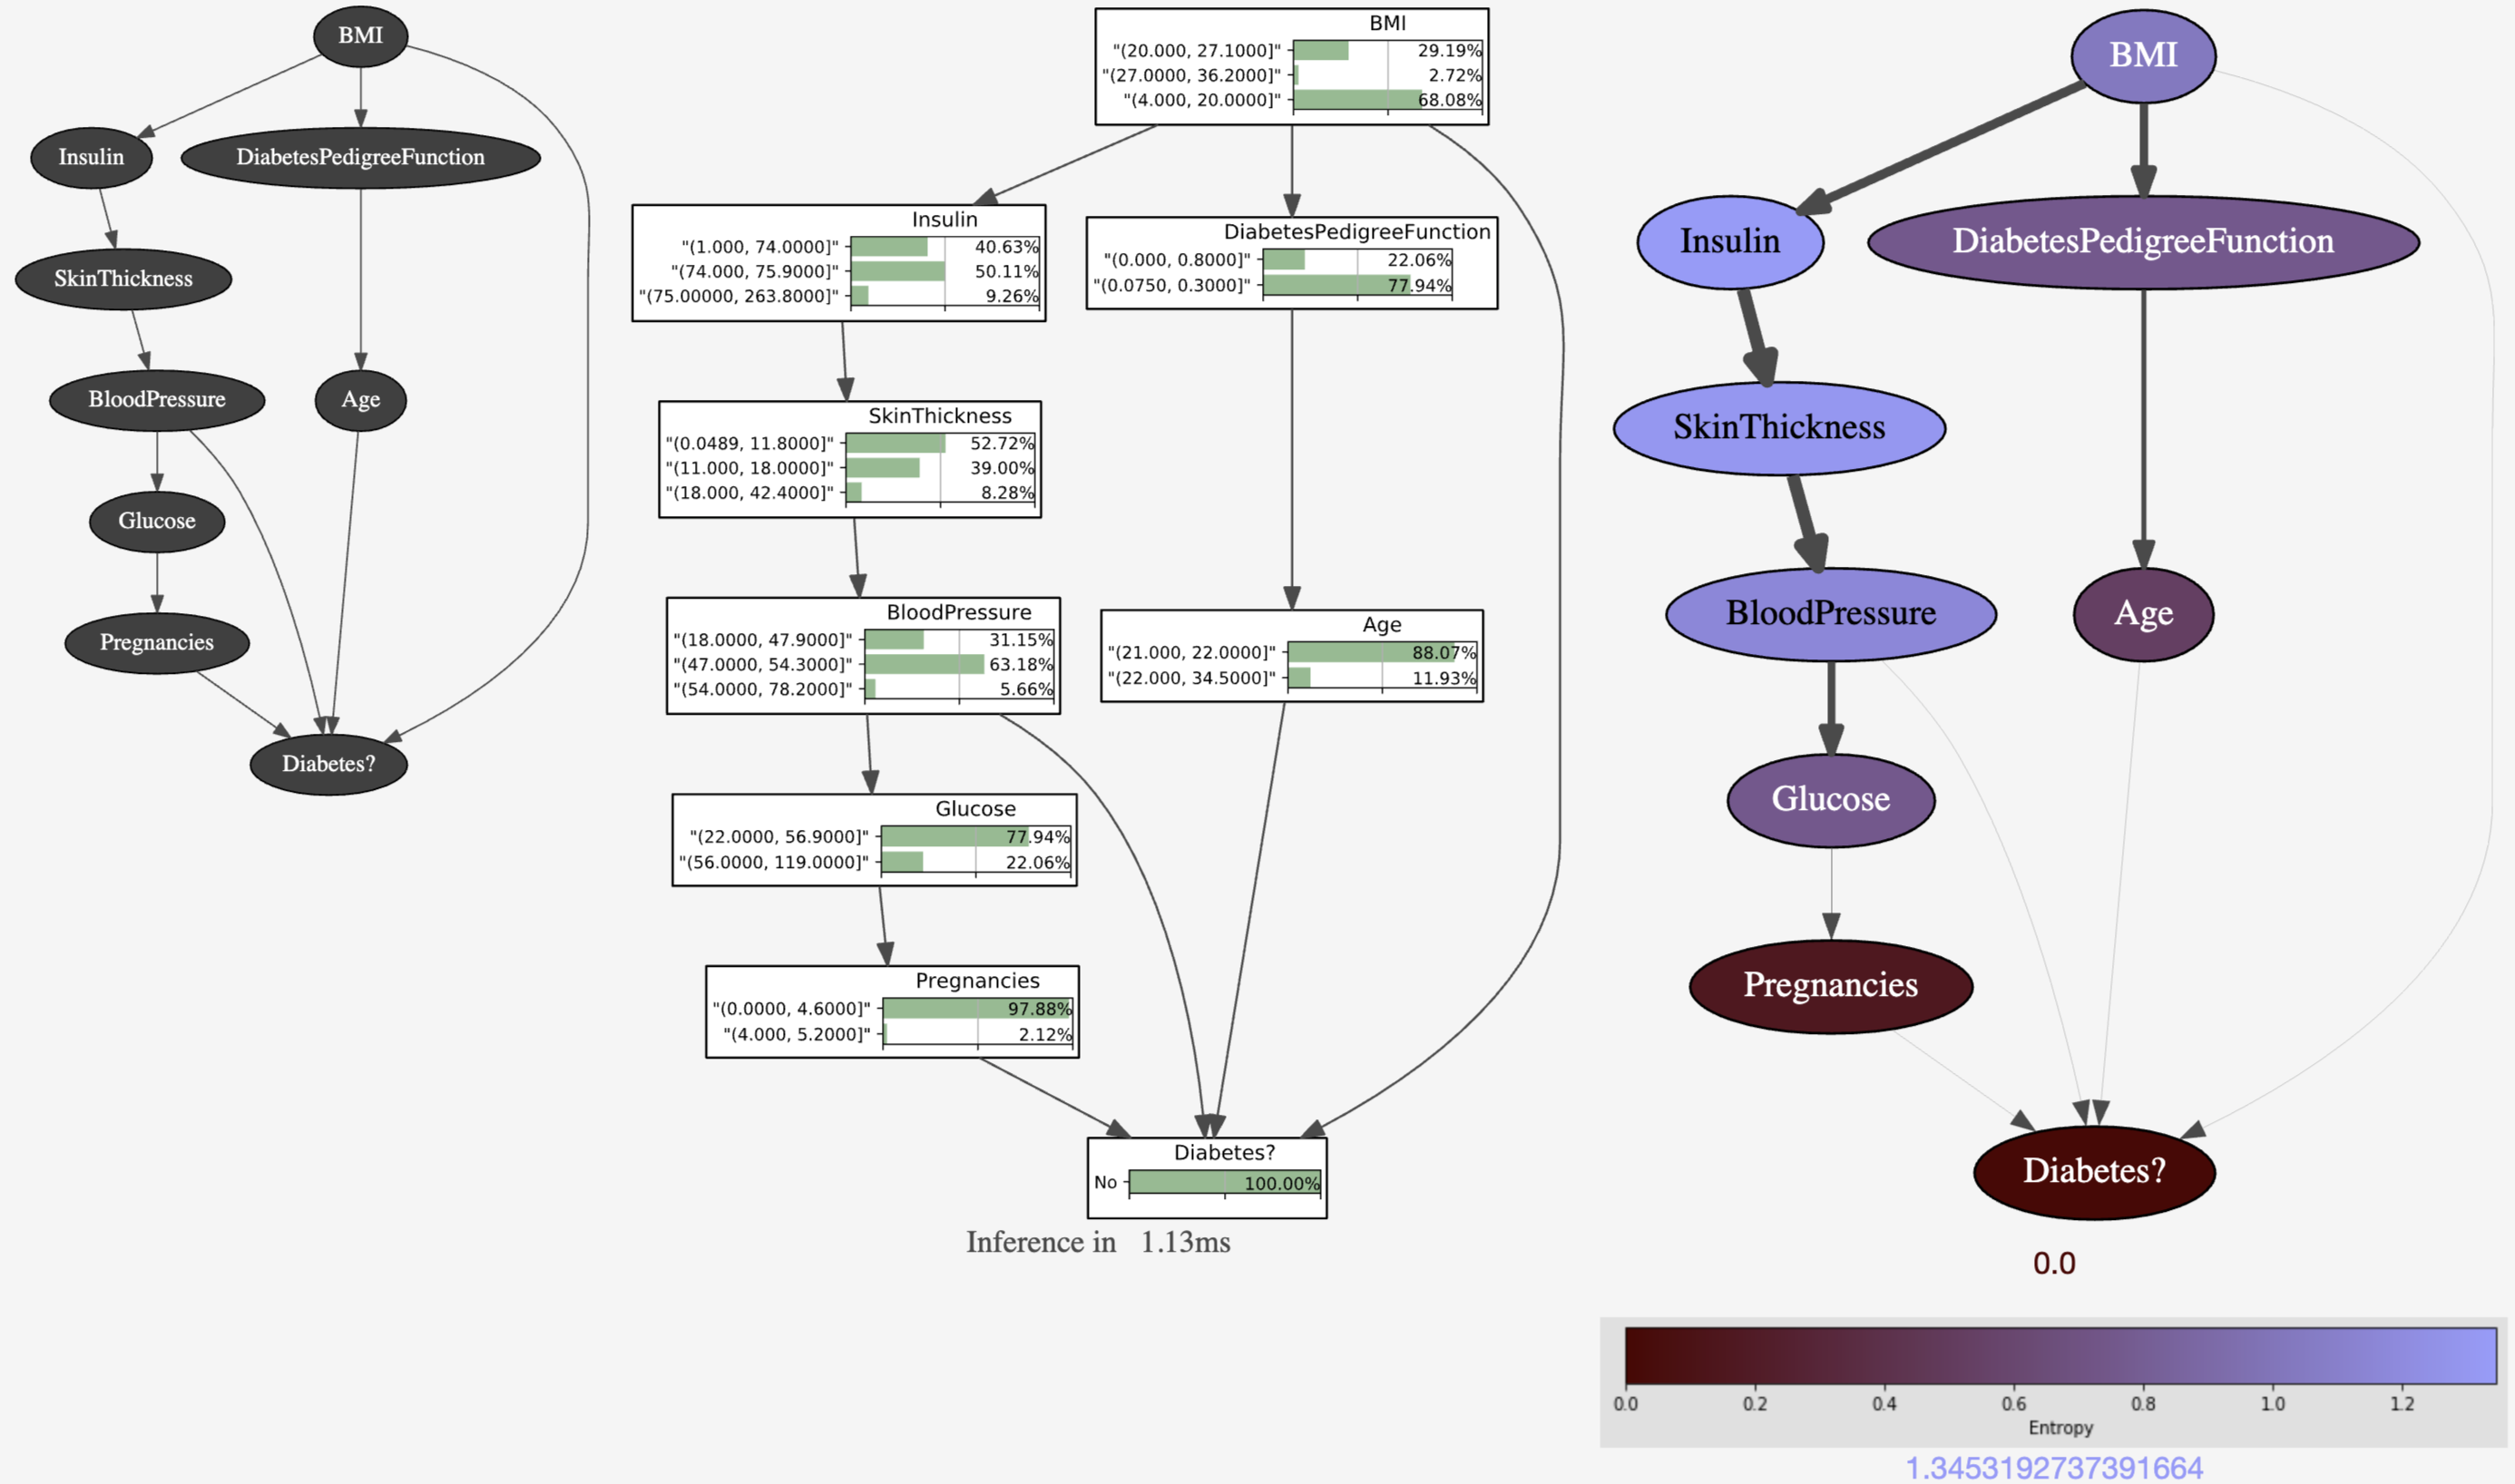 BMI
Insulin
DiabetesPedigreeFunction
SkinThickness
BloodPressure
Age
Glucose
Pregnancies
Diabetes?
BMI
"(20.000, 27.1000]" 29.19%
"(27.0000, 36.2000]" 2.72%
"(4.000, 20.0000]" 68.08%
Insulin
"(1.000, 74.0000]" 40.63%
"(74.000, 75.9000]" 50.11%
"(75.00000, 263.8000]" 9.26%
DiabetesPedigreeFunction
"(0.000, 0.8000]" 22.06%
"(0.0750, 0.3000]" 77.94%
SkinThickness
"(0.0489, 11.8000]" 52.72%
"(11.000, 18.0000]" 39.00%
"(18.000, 42.4000]" 8.28%
BloodPressure
"(18.0000, 47.9000]" 31.15%
"(47.0000, 54.3000]" 63.18%
"(54.0000, 78.2000]" 5.66%
Age
"(21.000, 22.0000]" 88.07%
"(22.000, 34.5000]" 11.93%
Glucose
"(22.0000, 56.9000]" 77.94%
"(56.0000, 119.0000]" 22.06%
Pregnancies
"(0.0000, 4.6000]" 97.88%
"(4.000, 5.2000]" 2.12%
Diabetes?
No 100.00%
Inference in 1.13ms
BMI
Insulin
DiabetesPedigreeFunction
SkinThickness
BloodPressure
Age
Glucose
Pregnancies
Diabetes?
0.0
0.0 0.2 0.4 0.6 0.8 1.0 1.2
Entropy
1.3453192737391664